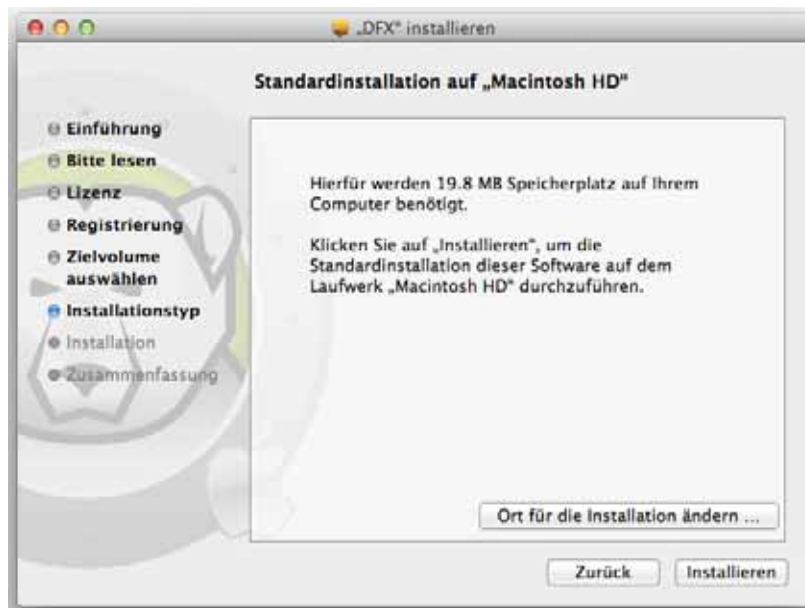 „DFX“ installieren
Standardinstallation auf „Macintosh HD“
Einführung
Bitte lesen
Lizenz
Registrierung
Zielvolume
auswählen
Installationstyp
Installation
Zusammenfassung
Hierfür werden 19.8 MB Speicherplatz auf Ihrem
Computer benötigt.
Klicken Sie auf „Installieren“, um die
Standardinstallation dieser Software auf dem
Laufwerk „Macintosh HD“ durchzuführen.
Ort für die Installation ändern ...
Zurück
Installieren